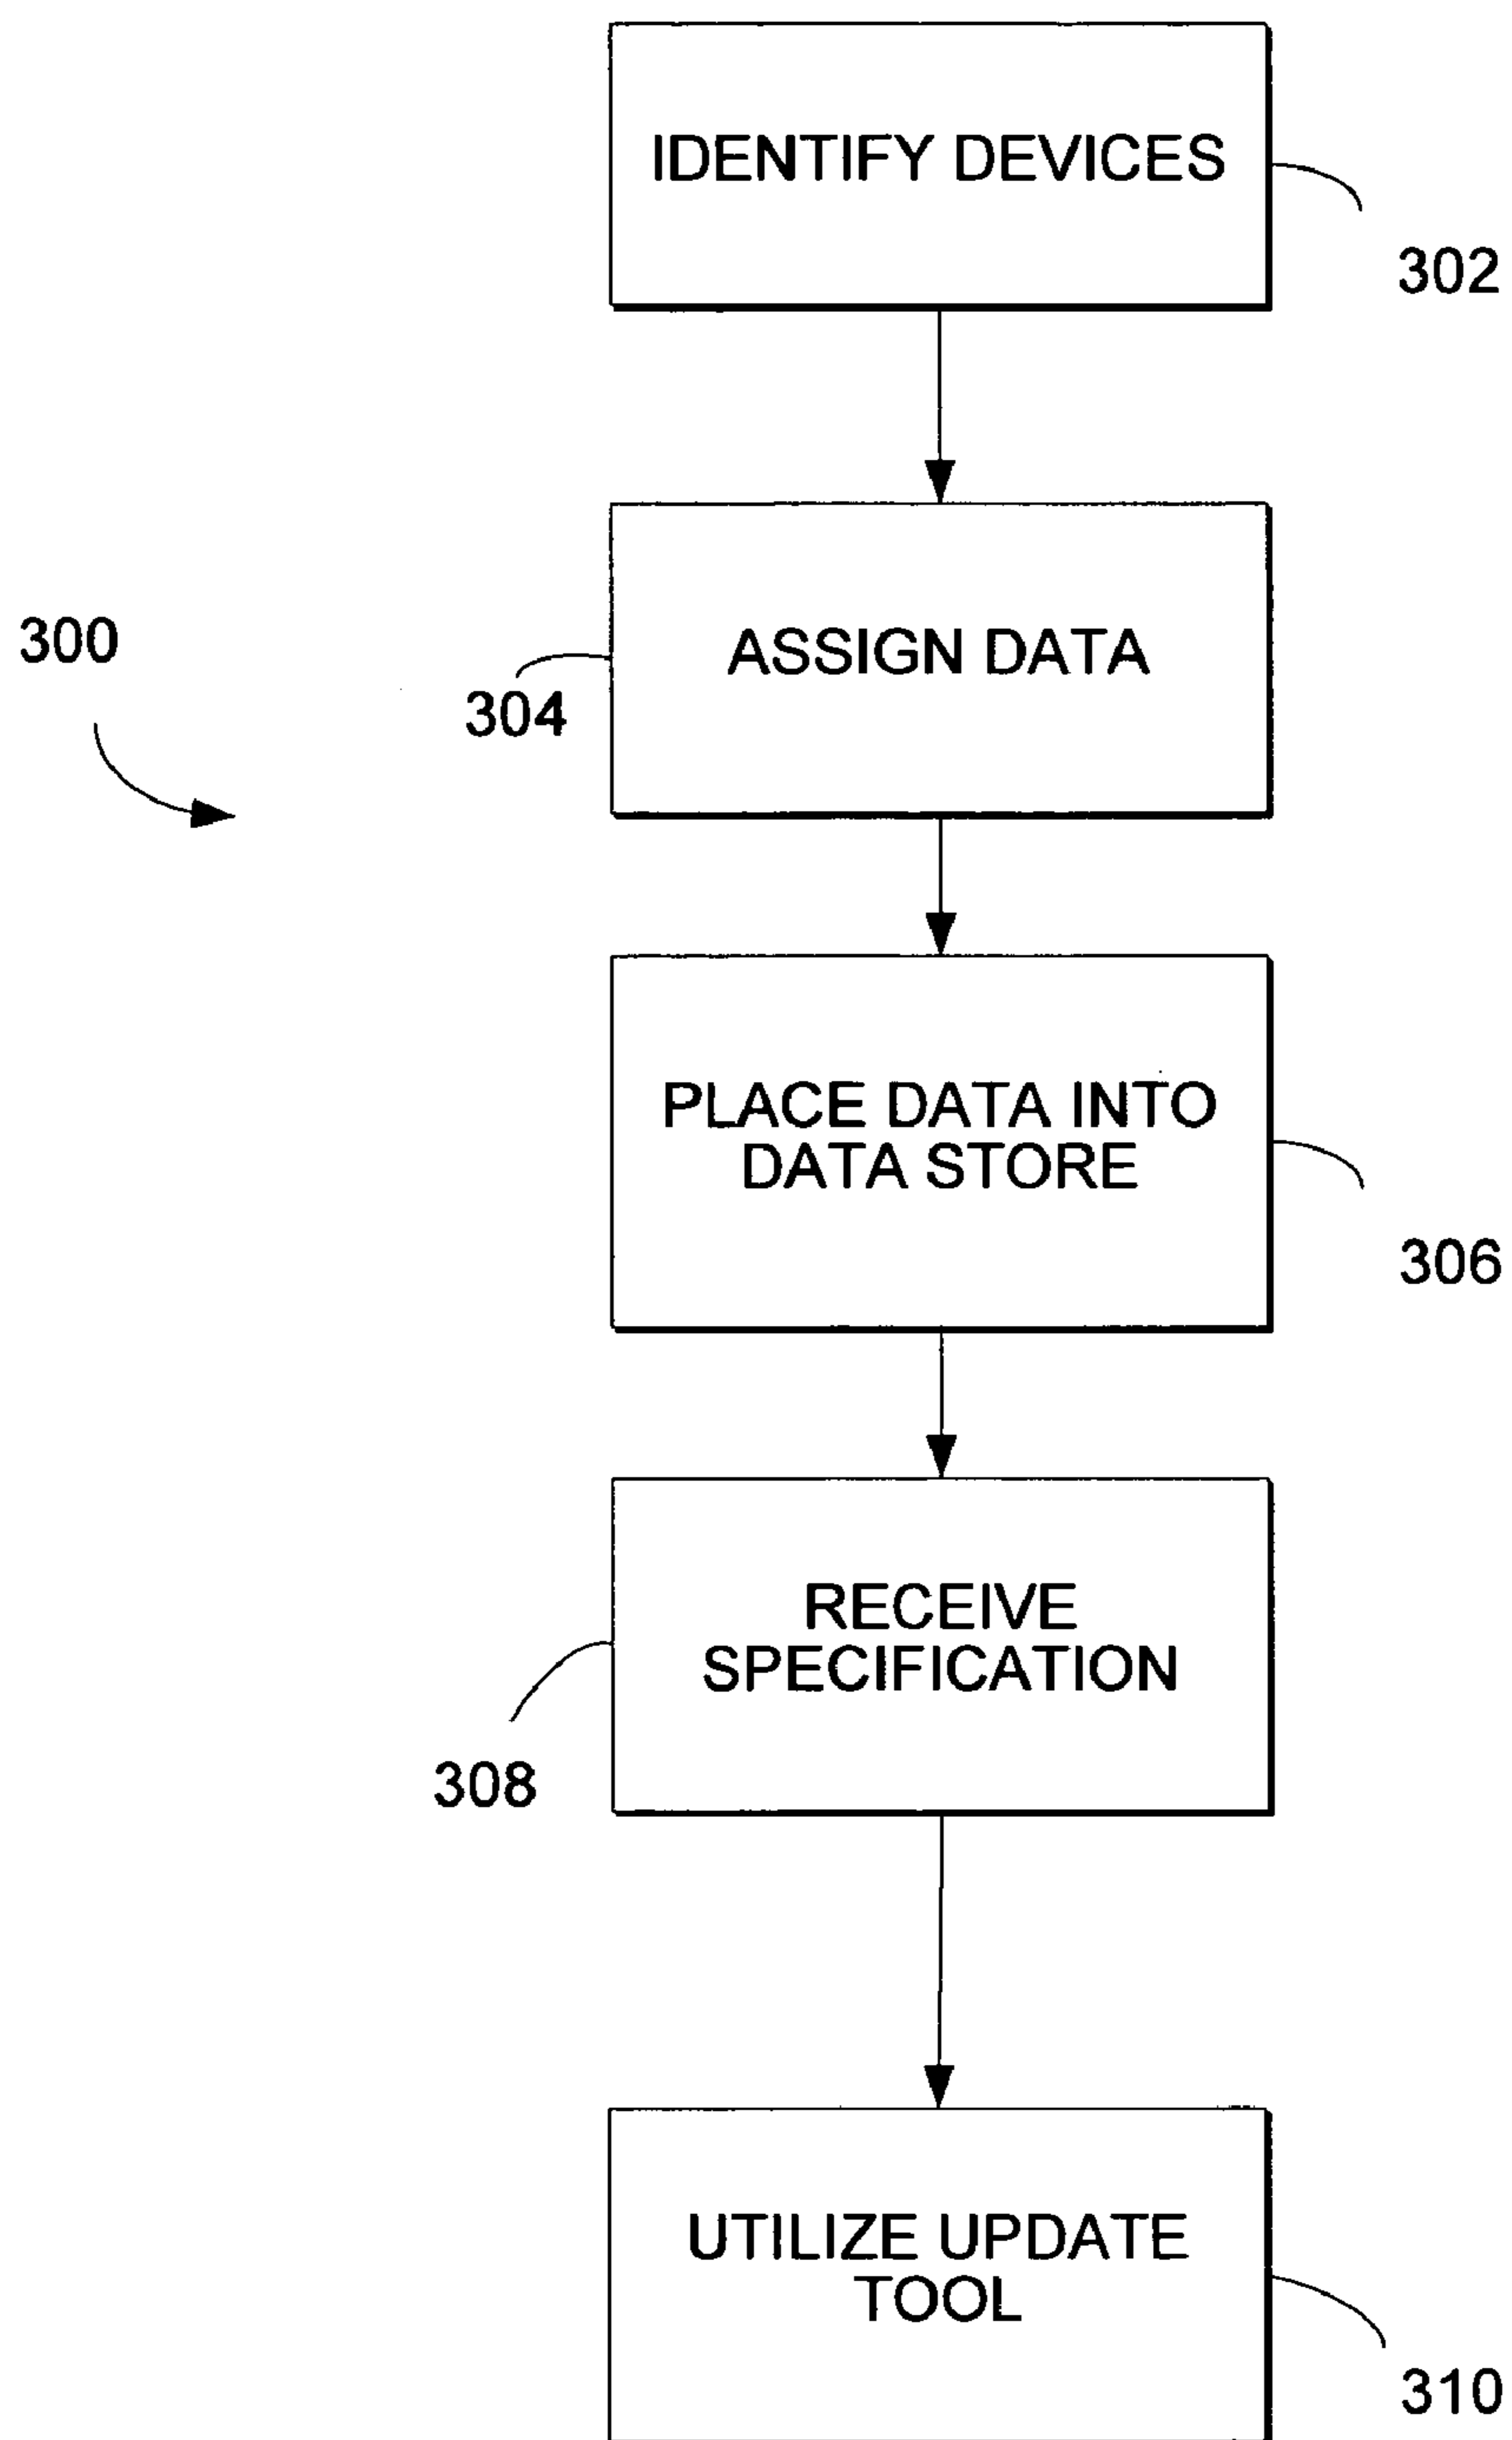 IDENTIFY DEVICES
302
300
ASSIGN DATA
304
PLACE DATA INTO
DATA STORE
306
RECEIVE
SPECIFICATION
308
UTILIZE UPDATE
TOOL
310